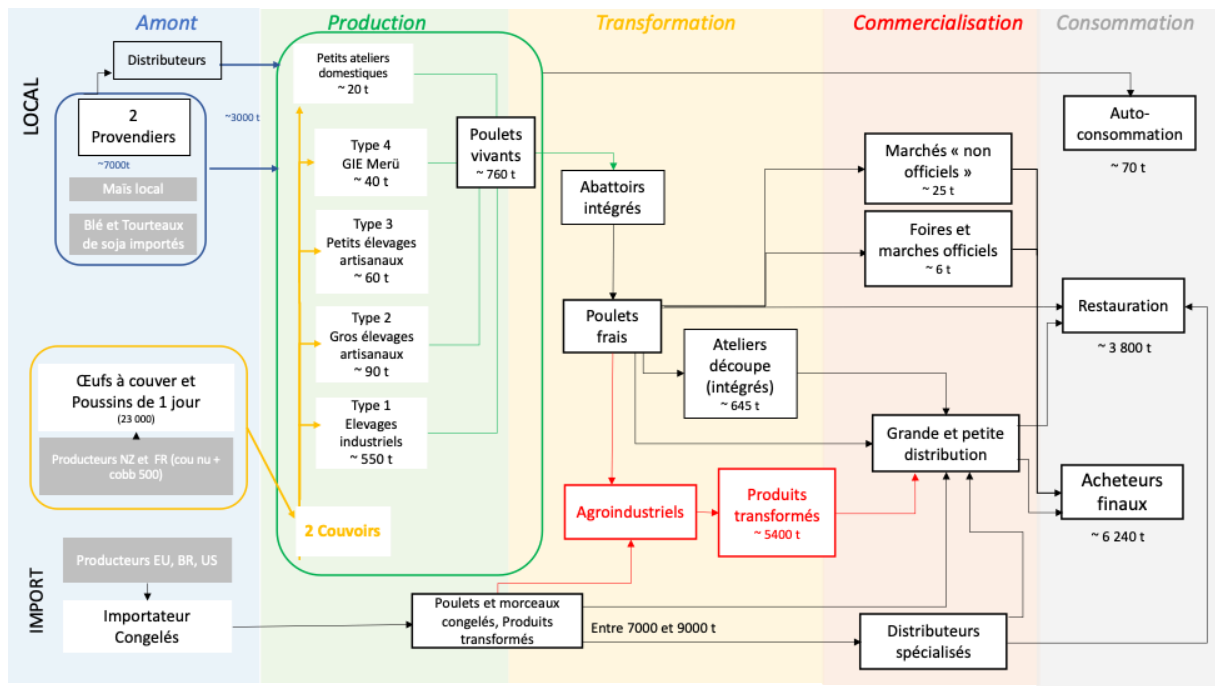 Amont
Production
Transformation
Commercialisation
Consommation
LOCAL
Distributeurs
2
Provendiers
~7000t
Maïs local
Blé et Tourteaux
de soja importés
~3000 t
Petits ateliers
domestiques
~ 20 t
Type 4
GIE Merü
~ 40 t
Type 3
Petits élevages
artisanaux
~ 60 t
Type 2
Gros élevages
artisanaux
~ 90 t
Type 1
Elevages
industriels
~ 550 t
2 Couvoirs
Poulets
vivants
~ 760 t
Abattoirs
intégrés
Poulets
frais
Ateliers
découpe
(intégrés)
~ 645 t
Agroindustriels
Produits
transformés
~ 5400 t
Marchés « non
officiels »
~ 25 t
Foires et
marches officiels
~ 6 t
Grande et petite
distribution
Auto-
consommation
~ 70 t
Restauration
~ 3 800 t
Acheteurs
finaux
~ 6 240 t
Œufs à couver et
Poussins de 1 jour
(23 000)
Producteurs NZ et FR (cou nu +
cobb 500)
IMPORT
Producteurs EU, BR, US
Importateur
Congelés
Poulets et morceaux
congelés, Produits
transformés
Entre 7000 et 9000 t
Distributeurs
spécialisés